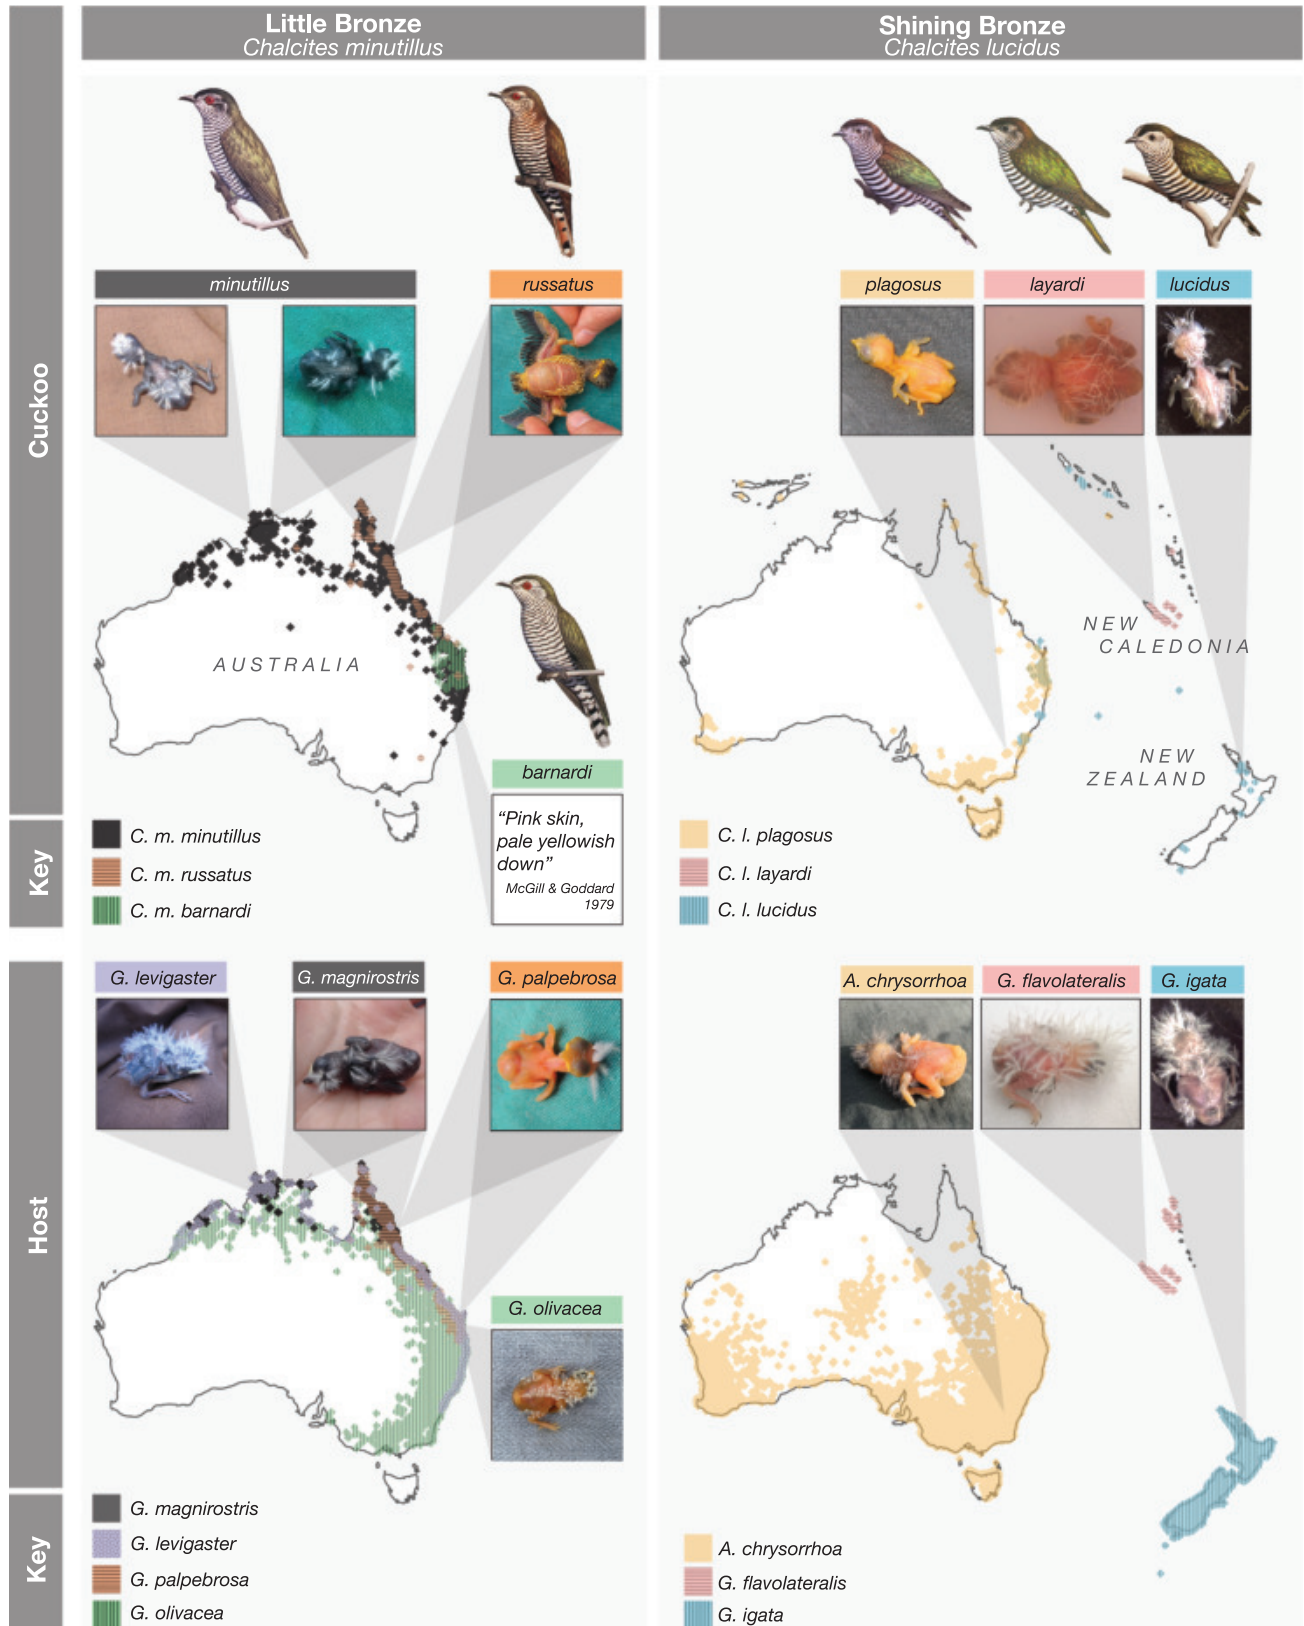 Little Bronze
Chalcites minutillus
Shining Bronze
Chalcites lucidus
Cuckoo
minutillus
russatus
plagosus
layardi
lucidus
AUSTRALIA
NEW
CALEDONIA
NEW
ZEALAND
barnardi
“Pink skin,
pale yellowish
down”
McGill & Goddard
1979
Key
C. m. minutillus
C. m. russatus
C. m. barnardi
C. l. plagosus
C. l. layardi
C. l. lucidus
Host
G. levigaster
G. magnirostris
G. palpebrosa
A. chrysorrhoa
G. flavolateralis
G. igata
G. olivacea
Key
G. magnirostris
G. levigaster
G. palpebrosa
G. olivacea
A. chrysorrhoa
G. flavolateralis
G. igata